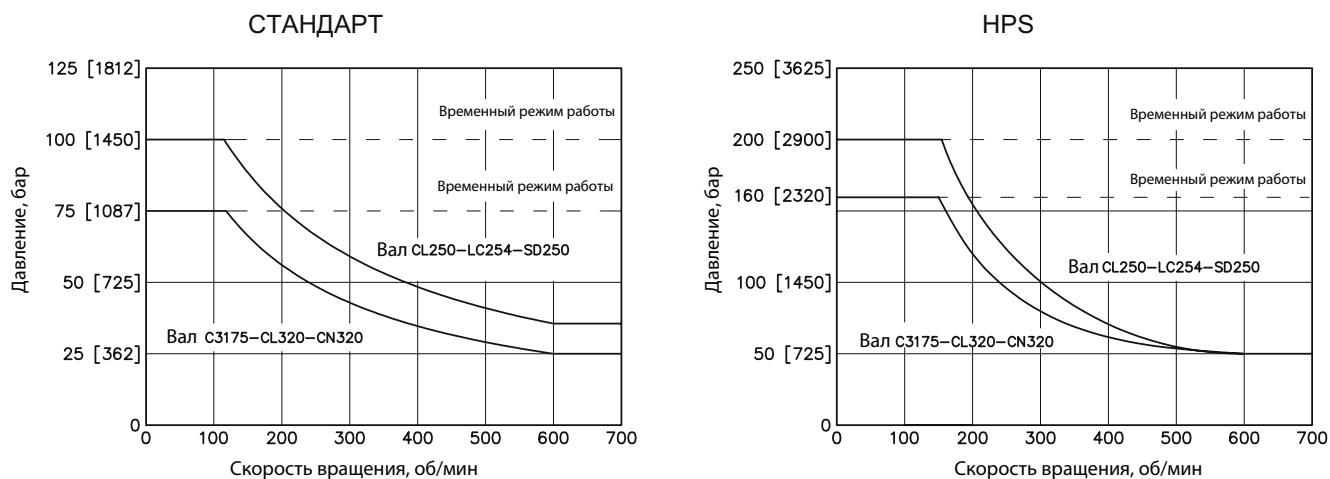 СТАНДАРТ
125 [1812]
100 [1450]
75 [1087]
50 [725]
25 [362]
0
Давление, бар
Временный режим работы
Временный режим работы
Вал CL250-LC254-SD250
Вал C3175-CL320-CN320
0 100 200 300 400 500 600 700
Скорость вращения, об/мин
HPS
250 [3625]
200 [2900]
160 [2320]
100 [1450]
50 [725]
0
Давление, бар
Временный режим работы
Временный режим работы
Вал CL250-LC254-SD250
Вал C3175-CL320-CN320
0 100 200 300 400 500 600 700
Скорость вращения, об/мин